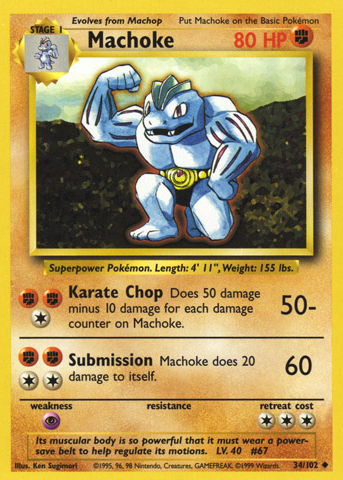 Evolves from Machop Put Machoke on the Basic Pokémon
STAGE 1
Machoke 80 HP
Superpower Pokémon. Length: 4' 11", Weight: 155 lbs.
Karate Chop Does 50 damage
minus 10 damage for each damage
counter on Machoke.
50-
Submission Machoke does 20
damage to itself.
60
weakness resistance retreat cost
Its muscular body is so powerful that it must wear a power-
save belt to help regulate its motions. LV. 40 #67
Illus. Ken Sugimori ©1995, 96, 98 Nintendo, Creatures, GAMEFREAK. ©1999 Wizards. 34/102